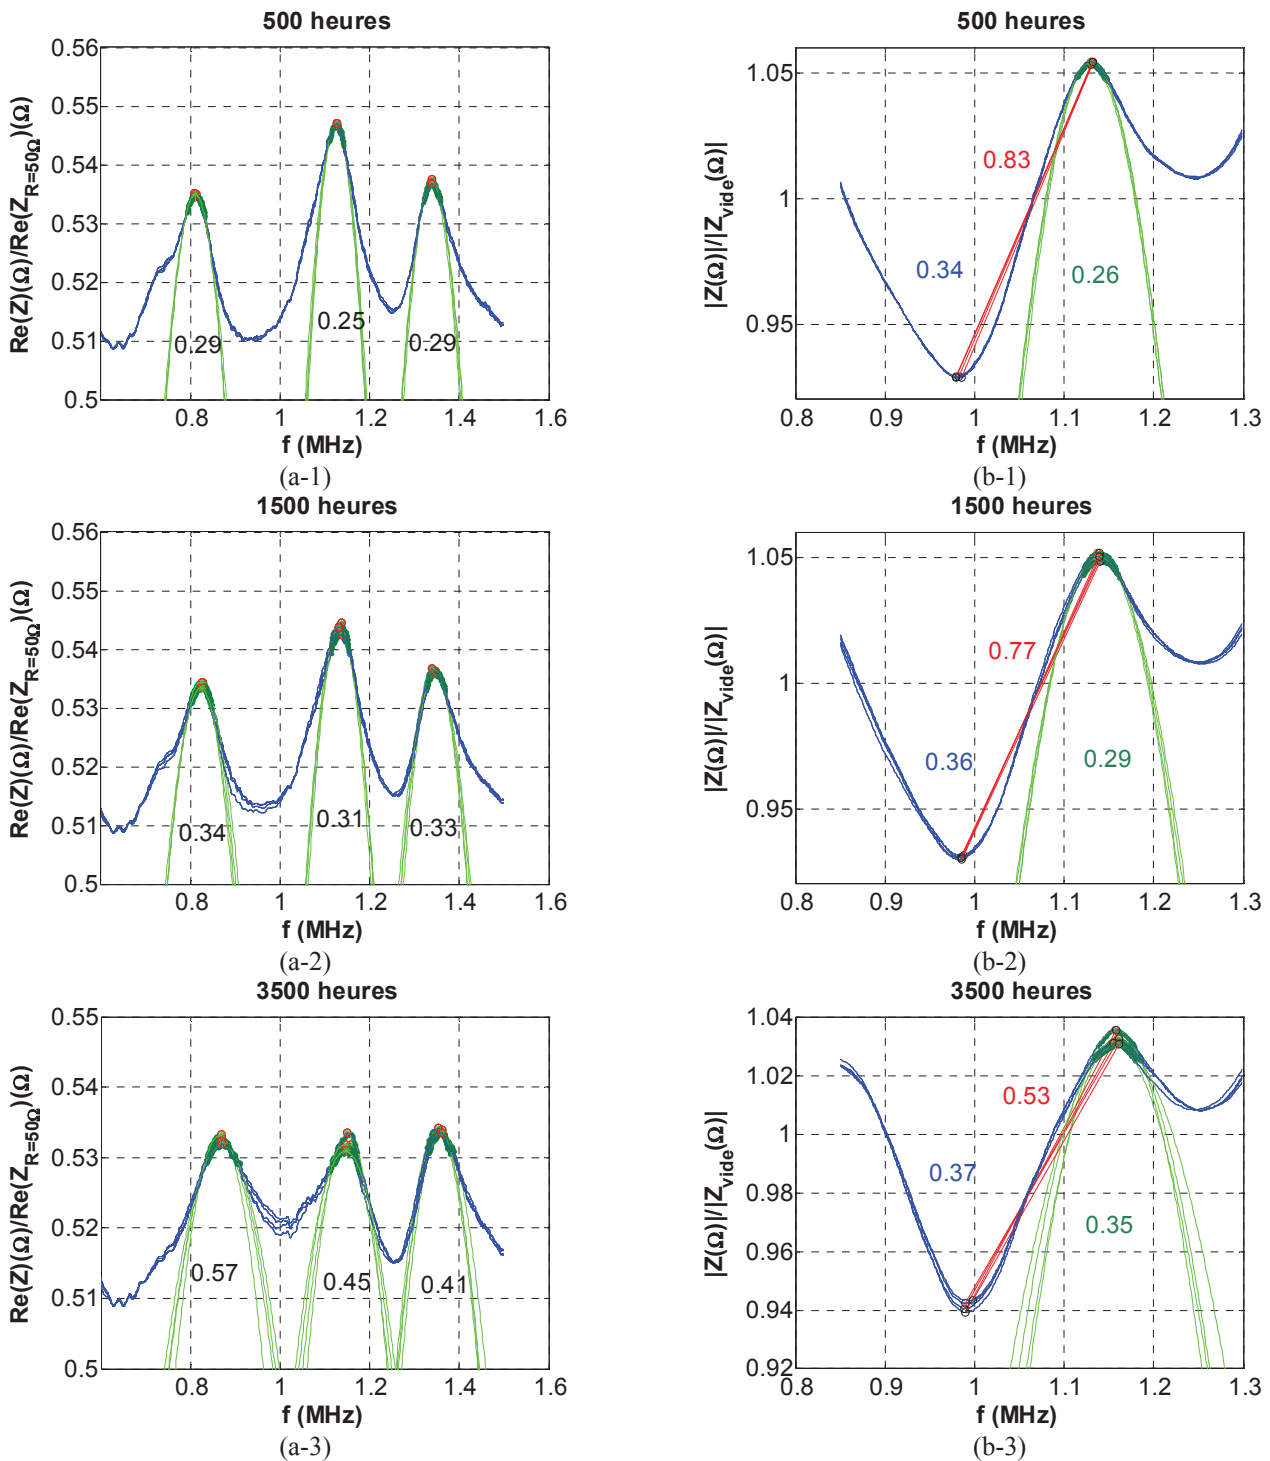 500 heures
Re(Z)(Ω)/Re(Z_{R=50Ω})(Ω)
0.56
0.55
0.54
0.53
0.52
0.51
0.5
0.29
0.25
0.29
0.8 1 1.2 1.4 1.6
f (MHz)
(a-1)
500 heures
|Z(Ω)|/|Z_{vide}(Ω)|
1.05
1
0.95
0.83
0.34
0.26
0.8 0.9 1 1.1 1.2 1.3
f (MHz)
(b-1)
1500 heures
Re(Z)(Ω)/Re(Z_{R=50Ω})(Ω)
0.56
0.55
0.54
0.53
0.52
0.51
0.5
0.34
0.31
0.33
0.8 1 1.2 1.4 1.6
f (MHz)
(a-2)
1500 heures
|Z(Ω)|/|Z_{vide}(Ω)|
1.05
1
0.95
0.77
0.36
0.29
0.8 0.9 1 1.1 1.2 1.3
f (MHz)
(b-2)
3500 heures
Re(Z)(Ω)/Re(Z_{R=50Ω})(Ω)
0.55
0.54
0.53
0.52
0.51
0.5
0.57
0.45
0.41
0.8 1 1.2 1.4 1.6
f (MHz)
(a-3)
3500 heures
|Z(Ω)|/|Z_{vide}(Ω)|
1.04
1.02
1
0.98
0.96
0.94
0.92
0.53
0.37
0.35
0.8 0.9 1 1.1 1.2 1.3
f (MHz)
(b-3)